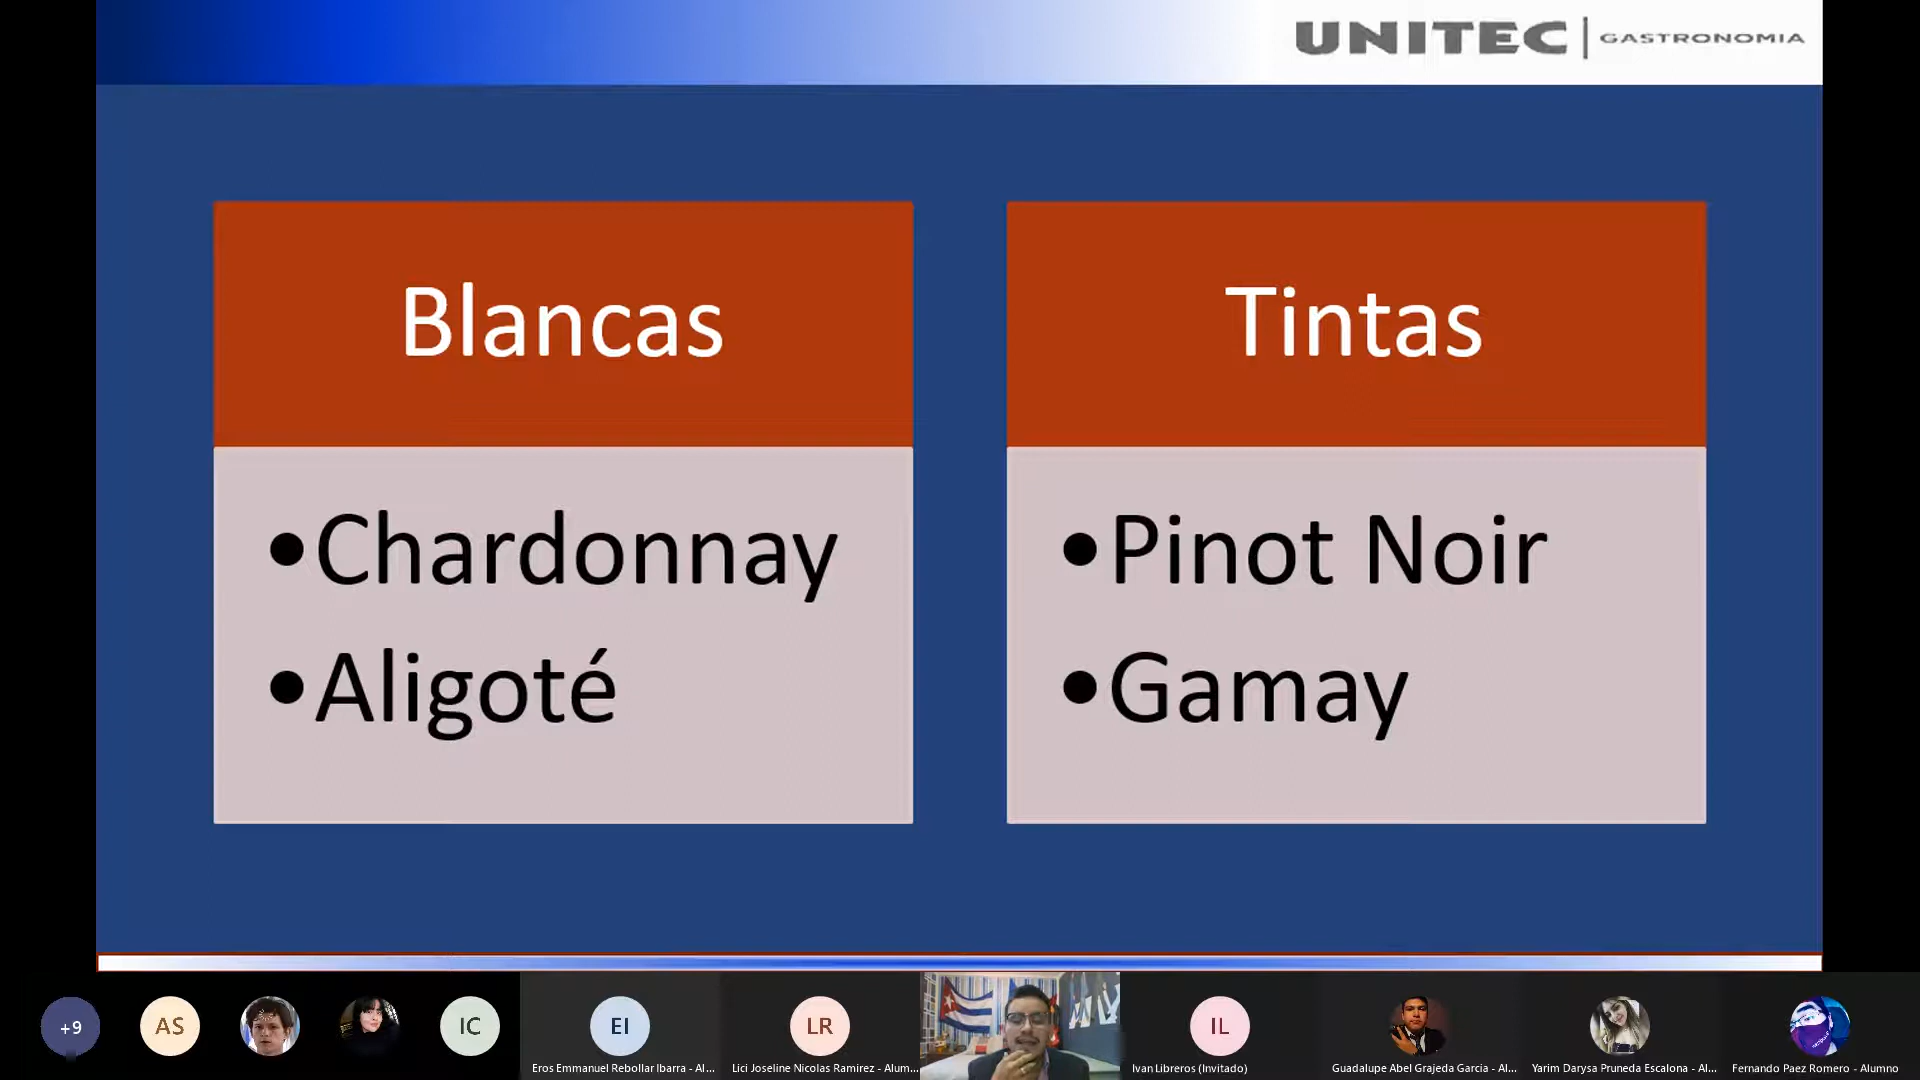 UNITEC | GASTRONOMIA
Blancas
•Chardonnay
•Aligoté
Tintas
•Pinot Noir
•Gamay
+9
AS
IC
EI
LR
IL
Eros Emmanuel Rebollar Ibarra - Al...
Lici Joseline Nicolas Ramirez - Alum...
Ivan Libreros (Invitado)
Guadalupe Abel Grajeda Garcia - Al...
Yarim Darysa Pruneda Escalona - Al...
Fernando Paez Romero - Alumno